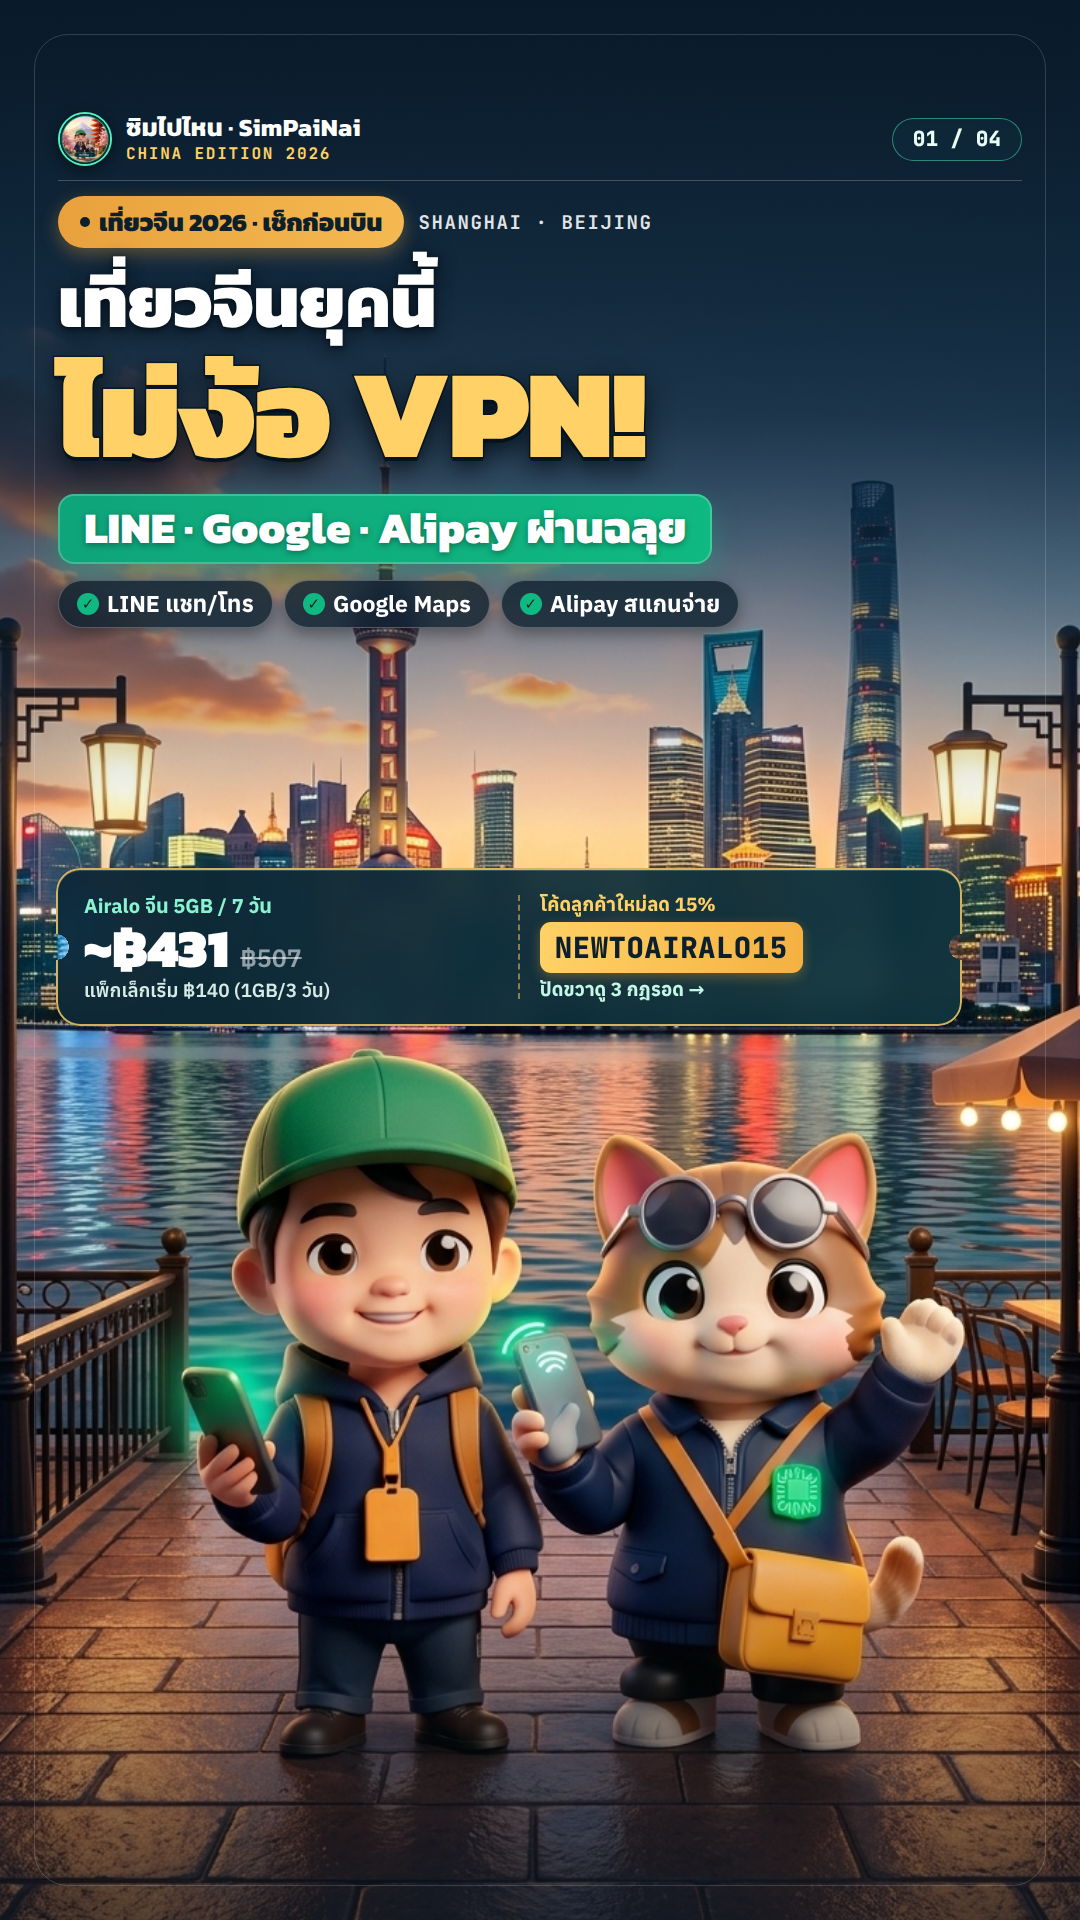 ซิมไปไหน · SimPaiNai
CHINA EDITION 2026
01 / 04
เที่ยวจีน 2026 · เช็กก่อนบิน
SHANGHAI · BEIJING
เที่ยวจีนยุคนี้
ไม่ง้อ VPN!
LINE · Google · Alipay ผ่านฉลุย
✓ LINE แชท/โทร
✓ Google Maps
✓ Alipay สแกนจ่าย
Airalo จีน 5GB / 7 วัน
~฿431 ฿507
แพ็กเล็กเริ่ม ฿140 (1GB/3 วัน)
โค้ดลูกค้าใหม่ลด 15%
NEWTOAIRALO15
ปัดขวาดู 3 กฎรอด →